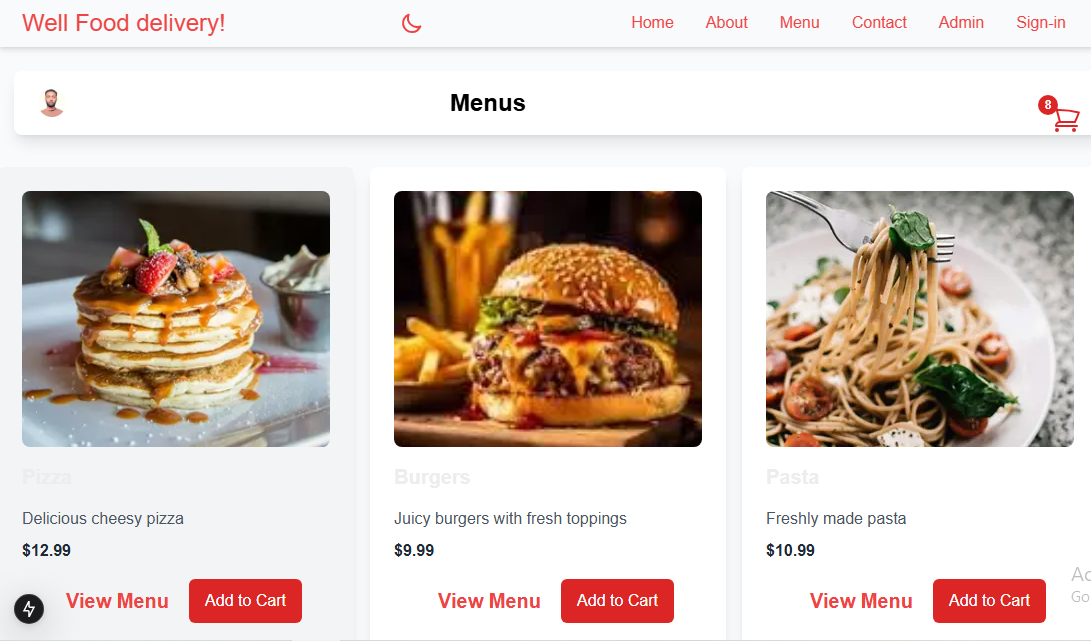 Well Food delivery!
Home About Menu Contact Admin Sign-in
Menus
8
Pizza
Delicious cheesy pizza
$12.99
View Menu Add to Cart
Burgers
Juicy burgers with fresh toppings
$9.99
View Menu Add to Cart
Pasta
Freshly made pasta
$10.99
View Menu Add to Cart
Ac
Go